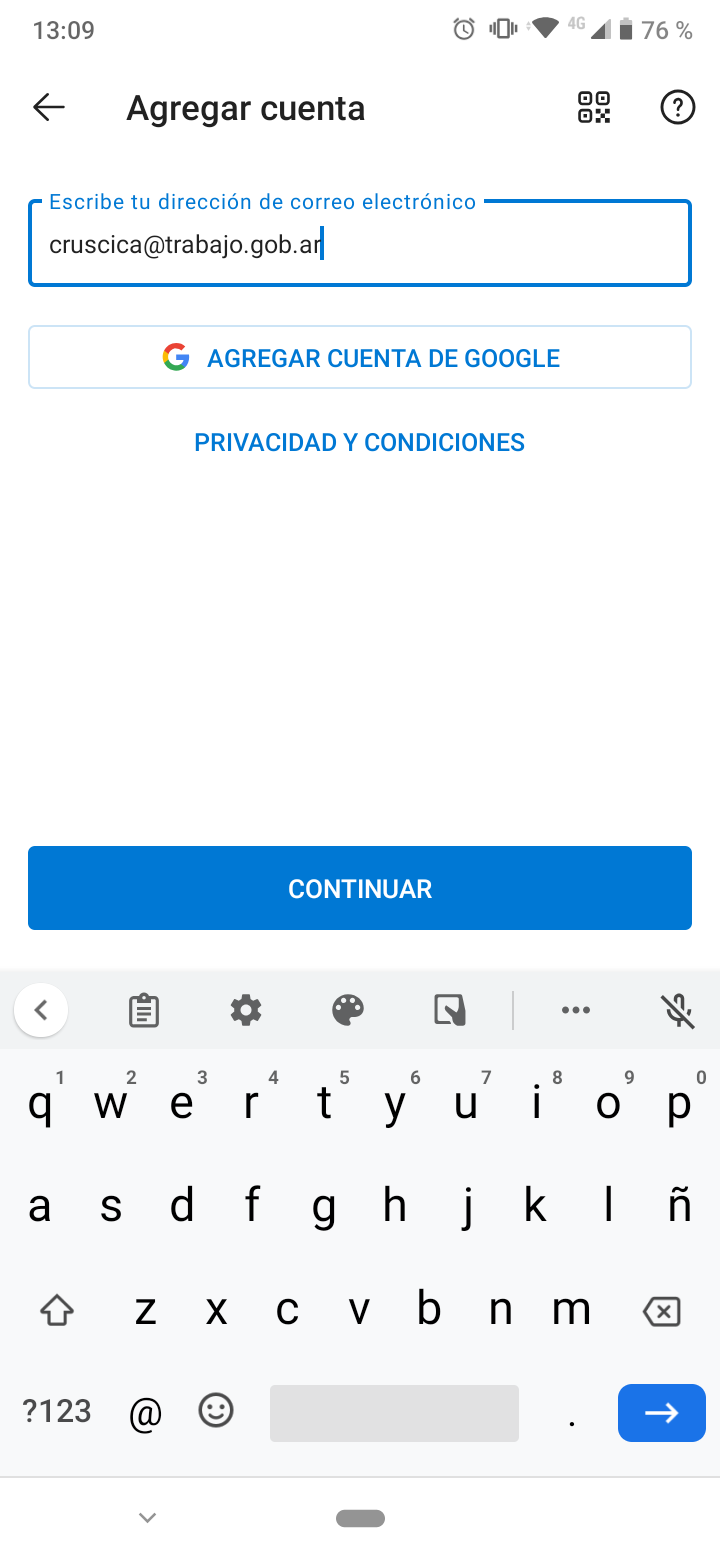 13:09
4G
76 %
Agregar cuenta
Escribe tu dirección de correo electrónico
cruscica@trabajo.gob.ar
AGREGAR CUENTA DE GOOGLE
PRIVACIDAD Y CONDICIONES
CONTINUAR
1 2 3 4 5 6 7 8 9 0
q w e r t y u i o p
a s d f g h j k l ñ
z x c v b n m
?123 @ .